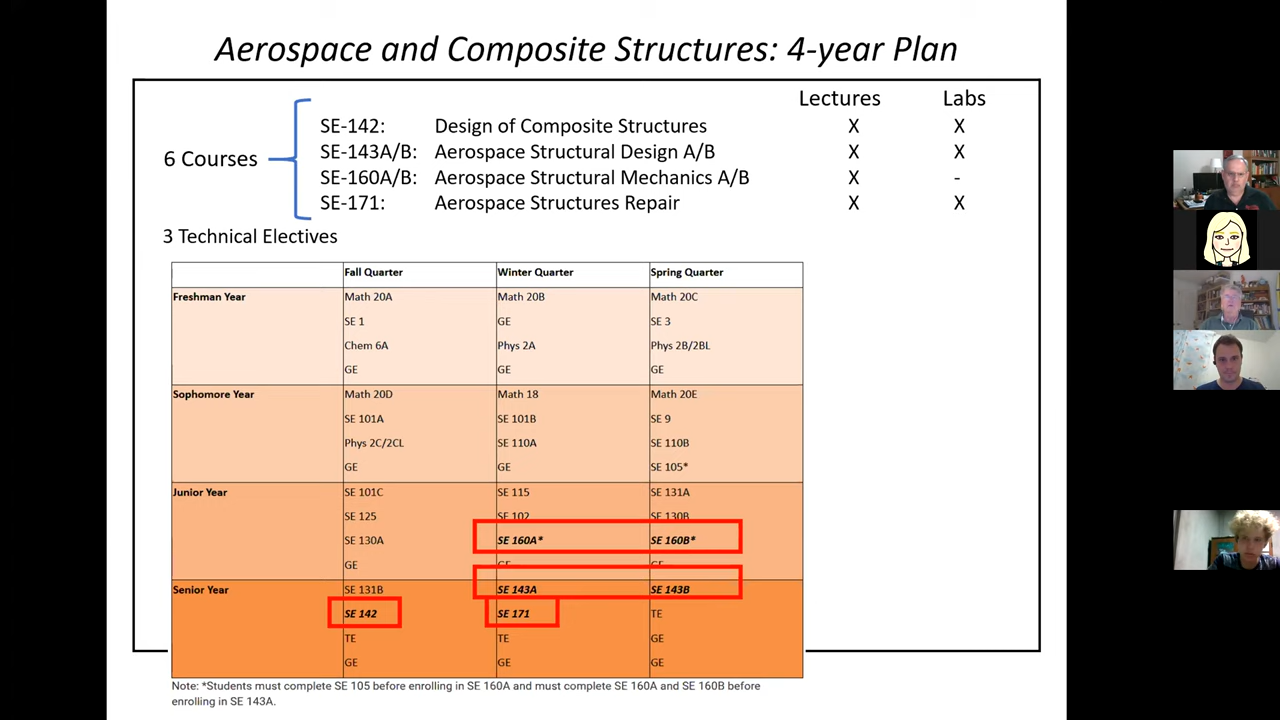 Aerospace and Composite Structures: 4-year Plan
Lectures Labs
6 Courses
SE-142: Design of Composite Structures X X
SE-143A/B: Aerospace Structural Design A/B X X
SE-160A/B: Aerospace Structural Mechanics A/B X -
SE-171: Aerospace Structures Repair X X
3 Technical Electives
Fall Quarter Winter Quarter Spring Quarter
Freshman Year Math 20A Math 20B Math 20C
SE 1 GE SE 3
Chem 6A Phys 2A Phys 2B/2BL
GE GE GE
Sophomore Year Math 20D Math 18 Math 20E
SE 101A SE 101B SE 9
Phys 2C/2CL SE 110A SE 110B
GE GE SE 105*
Junior Year SE 101C SE 115 SE 131A
SE 125 SE 102 SE 130B
SE 130A SE 160A* SE 160B*
GE GE GE
Senior Year SE 131B SE 143A SE 143B
SE 142 SE 171 TE
TE TE GE
GE GE GE
Note: *Students must complete SE 105 before enrolling in SE 160A and must complete SE 160A and SE 160B before
enrolling in SE 143A.